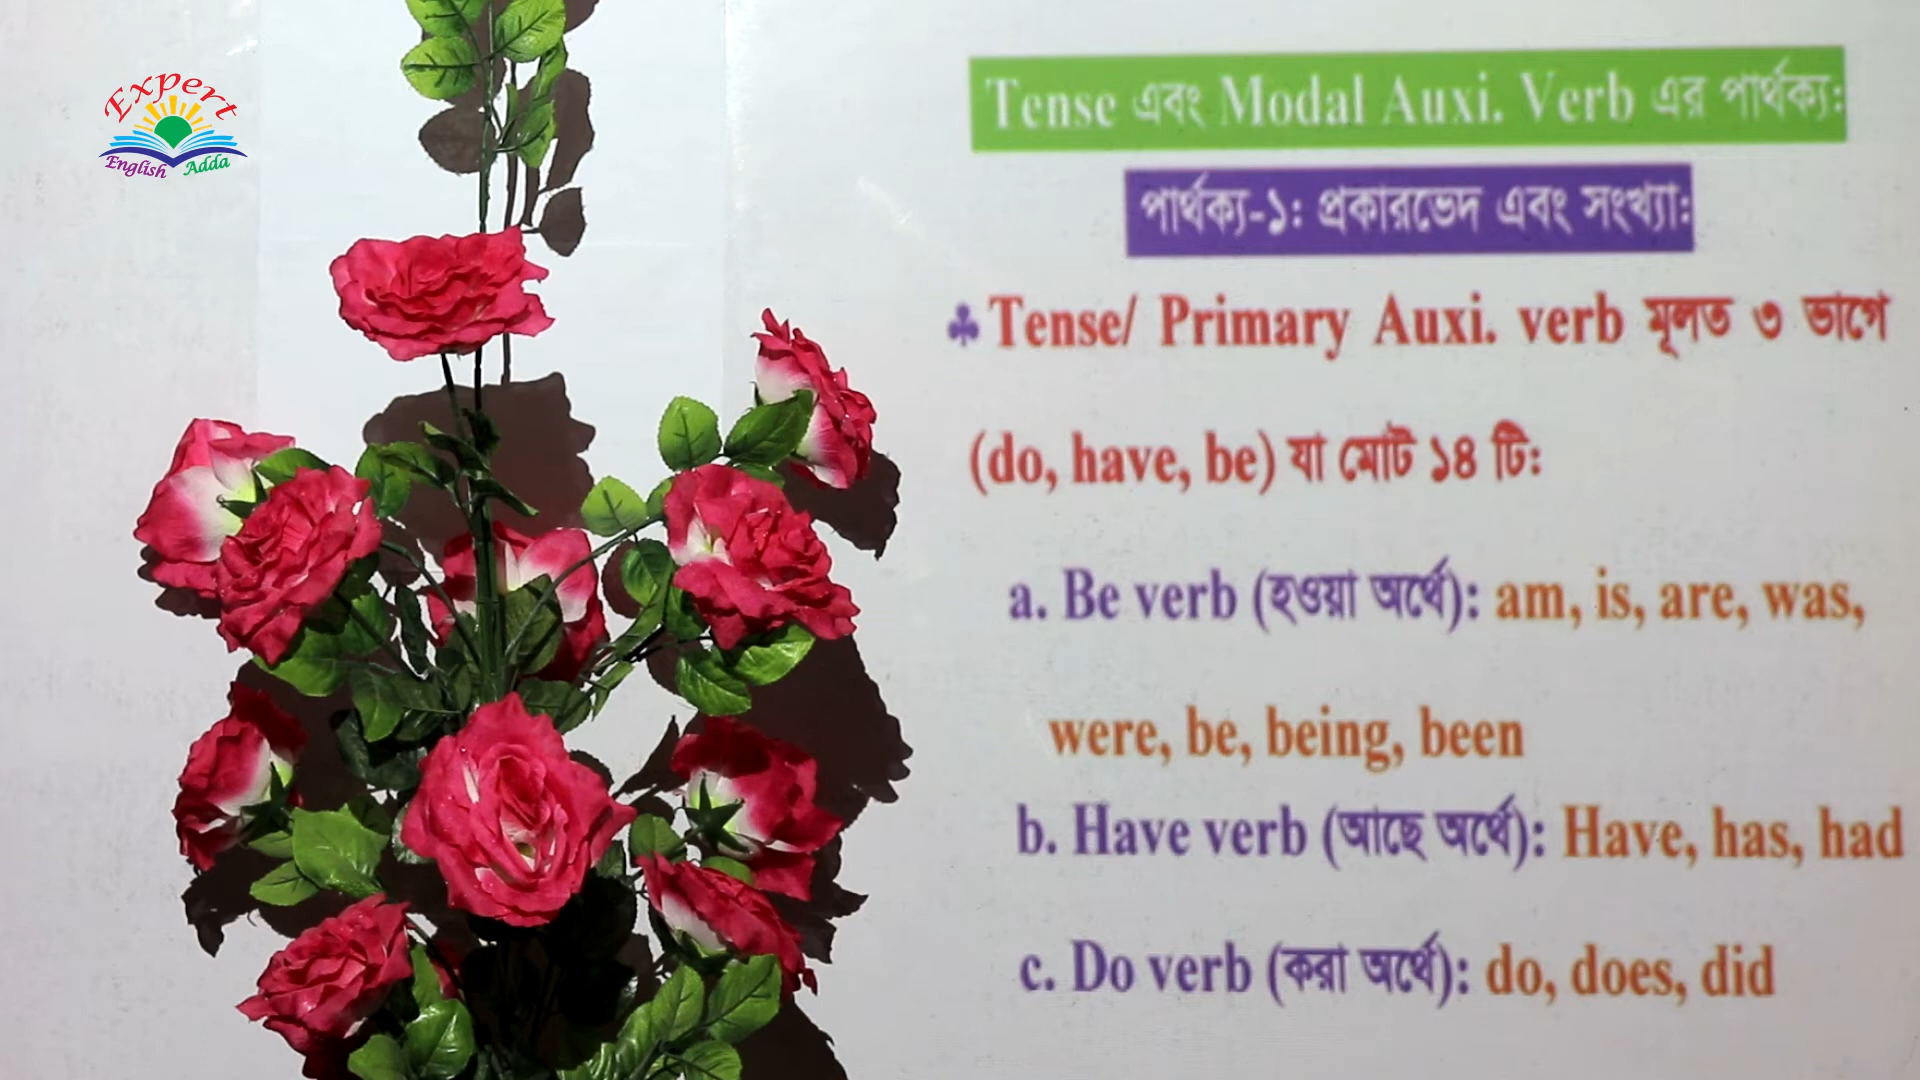 Expert
English Adda
Tense এবং Modal Auxi. Verb এর পার্থক্য:
পার্থক্য-১: প্রকারভেদ এবং সংখ্যা:
♣ Tense/ Primary Auxi. verb মূলত ৩ ভাগে
(do, have, be) যা মোট ১৪ টি:
a. Be verb (হওয়া অর্থে): am, is, are, was,
were, be, being, been
b. Have verb (আছে অর্থে): Have, has, had
c. Do verb (করা অর্থে): do, does, did